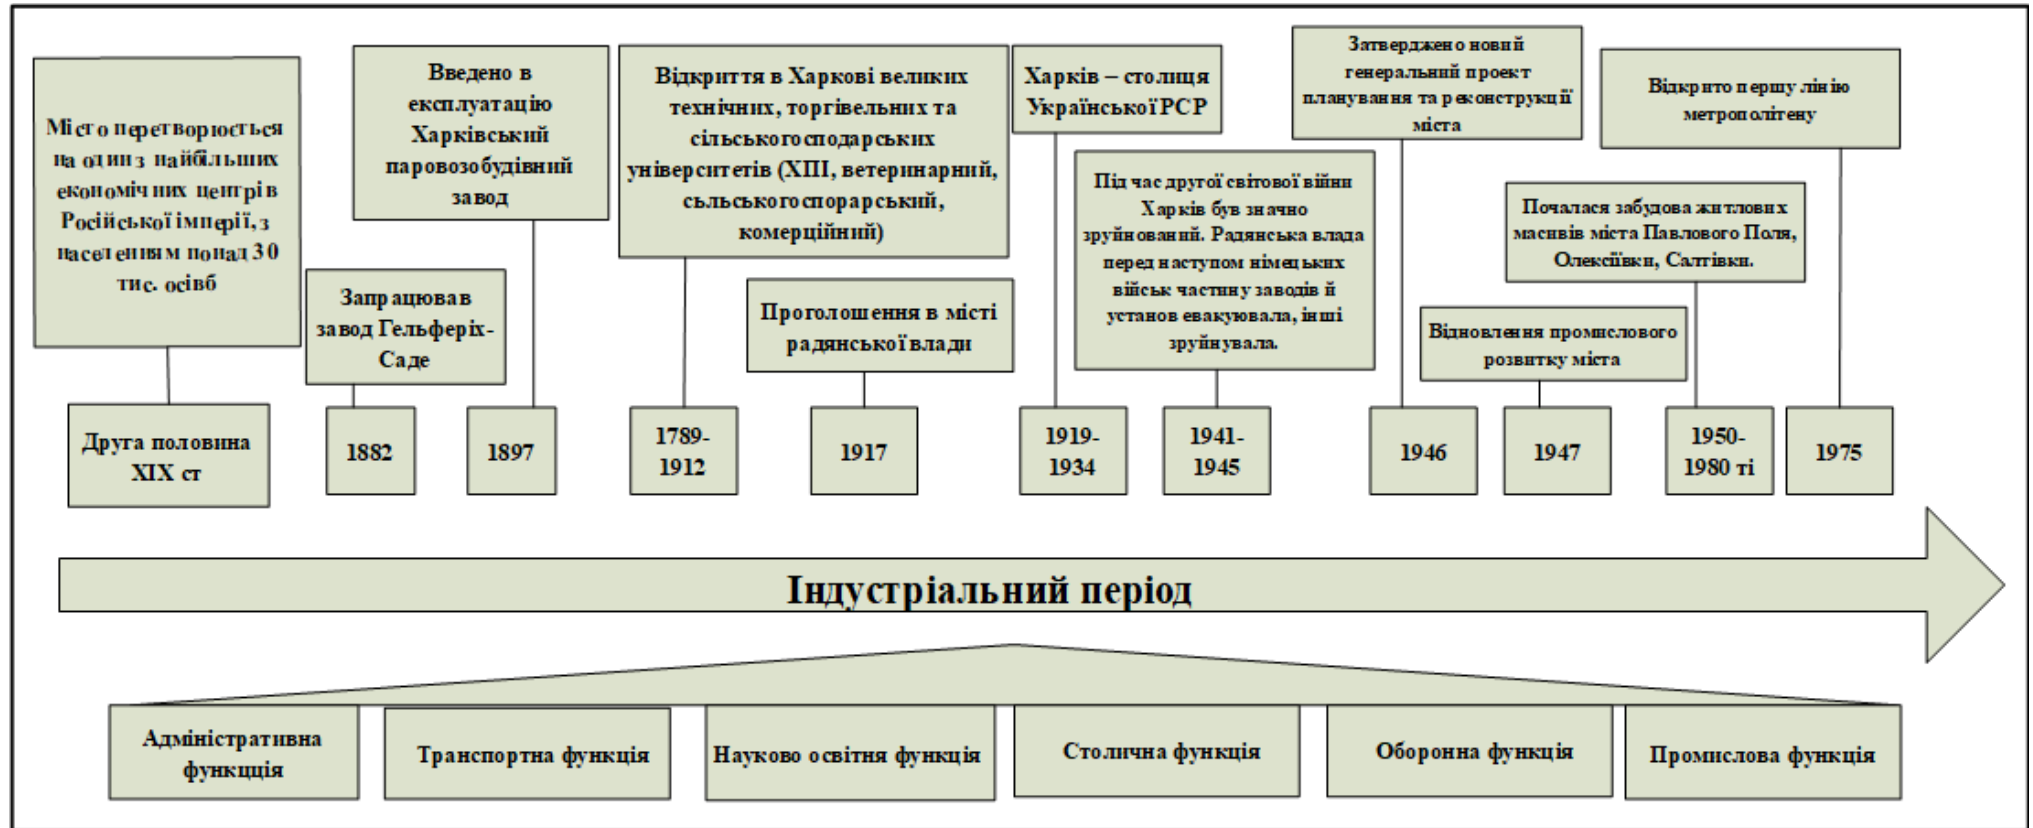 Місто перетворюється
на один з найбільших
економічних центрів
Російської імперії, з
населенням понад 30
тис. осівб
Друга половина
XIX ст
Запрацював
завод Гельферіх-
Саде
1882
Введено в
експлуатацію
Харківський
паровозобудівний
завод
1897
Відкриття в Харкові великих
технічних, торгівельних та
сільськогосподарських
університетів (ХПІ, ветеринарний,
сьльськогоспорарський,
комерційний)
1789-
1912
Проголошення в місті
радянської влади
1917
Харків – столиця
Української РСР
1919-
1934
Під час другої світової війни
Харків був значно
зруйнований. Радянська влада
перед наступом німецьких
військ частину заводів й
установ евакуювала, інші
зруйнувала.
1941-
1945
Затверджено новий
генеральний проект
планування та реконструкції
міста
1946
Відновлення промислового
розвитку міста
1947
Почалася забудова житлових
масивів міста Павлового Поля,
Олексіївки, Салтівки.
1950-
1980 ті
Відкрито першу лінію
метрополітену
1975
Індустріальний період
Адміністративна
функцція
Транспортна функція
Науково освітня функція
Столична функція
Оборонна функція
Промислова функція